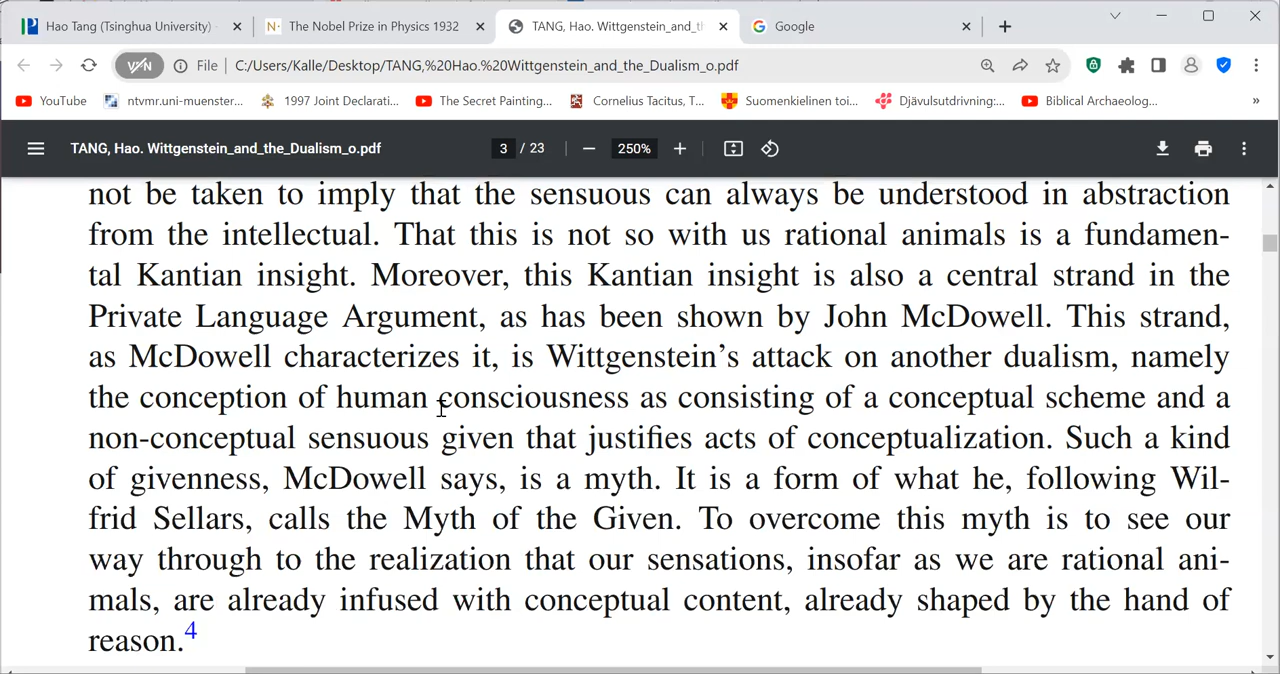 Hao Tang (Tsinghua University)
N· The Nobel Prize in Physics 1932
TANG, Hao. Wittgenstein_and_th
Google
VPN
File
C:/Users/Kalle/Desktop/TANG,%20Hao.%20Wittgenstein_and_the_Dualism_o.pdf
YouTube
ntvmr.uni-muenster...
1997 Joint Declarati...
The Secret Painting...
Cornelius Tacitus, T...
Suomenkielinen toi...
Djävulsutdrivning:...
Biblical Archaeolog...
»
TANG, Hao. Wittgenstein_and_the_Dualism_o.pdf
3 / 23
250%
not be taken to imply that the sensuous can always be understood in abstraction
from the intellectual. That this is not so with us rational animals is a fundamen-
tal Kantian insight. Moreover, this Kantian insight is also a central strand in the
Private Language Argument, as has been shown by John McDowell. This strand,
as McDowell characterizes it, is Wittgenstein’s attack on another dualism, namely
the conception of human consciousness as consisting of a conceptual scheme and a
non-conceptual sensuous given that justifies acts of conceptualization. Such a kind
of givenness, McDowell says, is a myth. It is a form of what he, following Wil-
frid Sellars, calls the Myth of the Given. To overcome this myth is to see our
way through to the realization that our sensations, insofar as we are rational ani-
mals, are already infused with conceptual content, already shaped by the hand of
reason.4